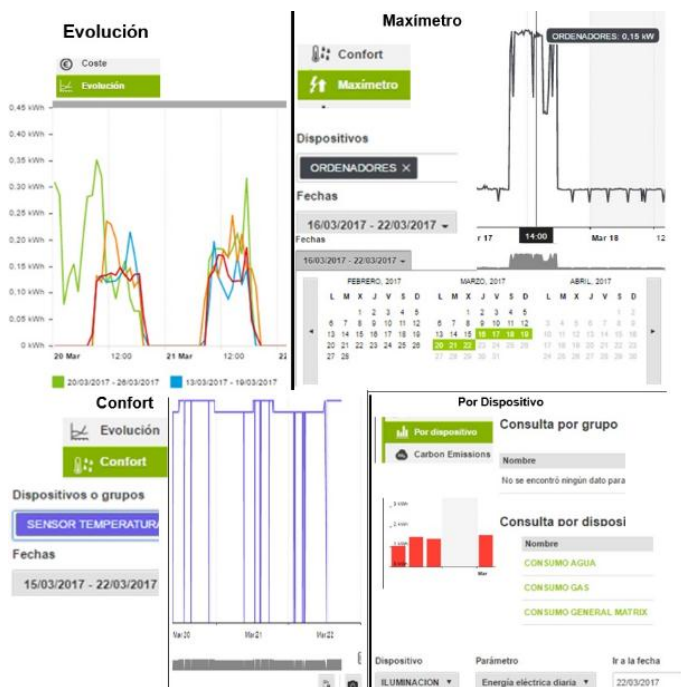 Evolución
Coste
Evolución
0,45 kWh
0,40 kWh
0,35 kWh
0,30 kWh
0,25 kWh
0,20 kWh
0,15 kWh
0,10 kWh
0,05 kWh
0 kWh
20 Mar 12:00 21 Mar 12:00 22
20/03/2017 - 26/03/2017 13/03/2017 - 19/03/2017
Maxímetro
Confort
Maxímetro
Dispositivos
ORDENADORES ×
Fechas
16/03/2017 - 22/03/2017
ORDENADORES: 0,15 kW
r 17 14:00 Mar 18 12
Fechas
16/03/2017 - 22/03/2017
FEBRERO, 2017 MARZO, 2017 ABRIL, 2017
L M X J V S D L M X J V S D L M X J V S D
1 2 3 4 5 1 2 3 4 5 1 2
6 7 8 9 10 11 12 6 7 8 9 10 11 12 3 4 5 6 7 8 9
13 14 15 16 17 18 19 13 14 15 16 17 18 19 10 11 12 13 14 15 16
20 21 22 23 24 25 26 20 21 22 23 24 25 26 17 18 19 20 21 22 23
27 28 27 28 29 30 31 24 25 26 27 28 29 30
Confort
Evolución
Confort
Dispositivos o grupos
SENSOR TEMPERATURA
Fechas
15/03/2017 - 22/03/2017
Mar 20 Mar 21 Mar 22
Por Dispositivo
Por dispositivo
Carbon Emissions
Consulta por grupo
Nombre
No se encontró ningún dato para
3 kWh
2 kWh
1 kWh
0 kWh
Mar
Consulta por disposi
Nombre
CONSUMO AGUA
CONSUMO GAS
CONSUMO GENERAL MATRIX
Dispositivo Parámetro Ir a la fecha
ILUMINACION Energía eléctrica diaria 22/03/2017